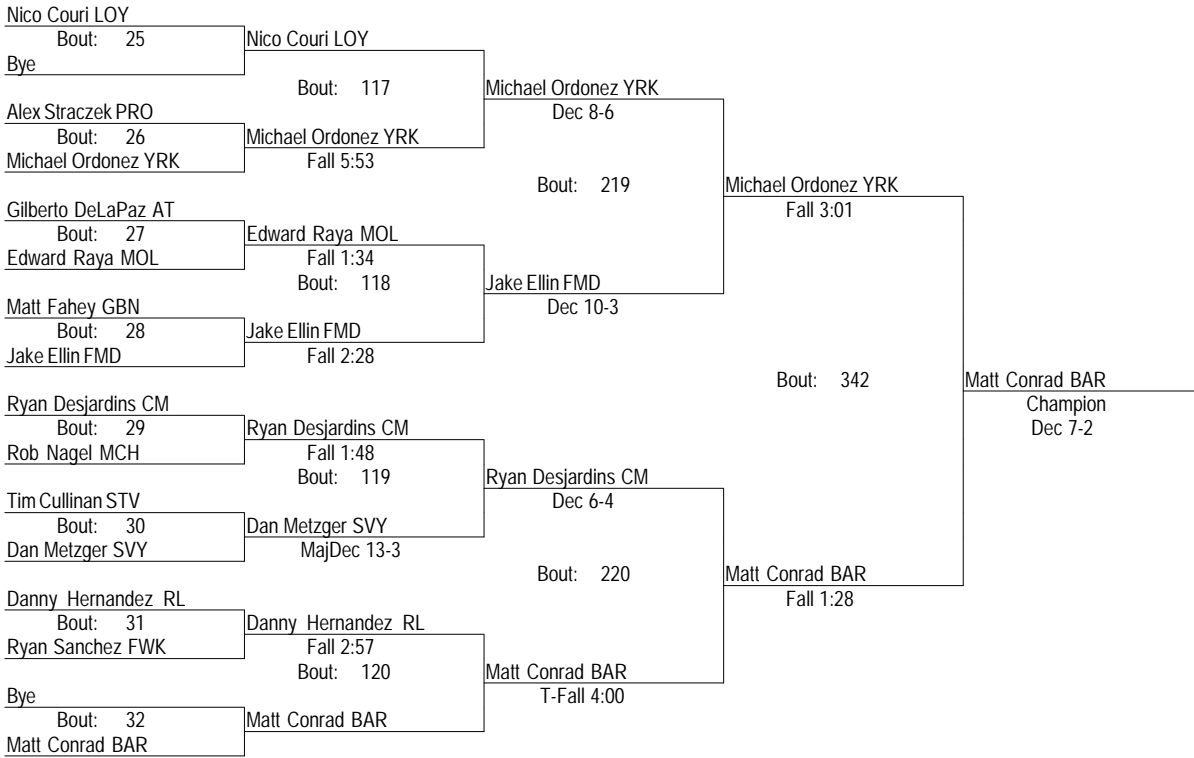 Nico Couri LOY
Bout: 25
Nico Couri LOY
Bye
Bout: 117
Michael Ordonez YRK
Dec 8-6
Alex Straczek PRO
Bout: 26
Michael Ordonez YRK
Michael Ordonez YRK
Fall 5:53
Bout: 219
Michael Ordonez YRK
Fall 3:01
Gilberto DeLaPaz AT
Bout: 27
Edward Raya MOL
Edward Raya MOL
Fall 1:34
Bout: 118
Jake Ellin FMD
Dec 10-3
Matt Fahey GBN
Bout: 28
Jake Ellin FMD
Jake Ellin FMD
Fall 2:28
Bout: 342
Matt Conrad BAR
Champion
Dec 7-2
Ryan Desjardins CM
Bout: 29
Ryan Desjardins CM
Rob Nagel MCH
Fall 1:48
Bout: 119
Ryan Desjardins CM
Dec 6-4
Tim Cullinan STV
Bout: 30
Dan Metzger SVY
Dan Metzger SVY
MajDec 13-3
Bout: 220
Matt Conrad BAR
Fall 1:28
Danny Hernandez RL
Bout: 31
Danny Hernandez RL
Ryan Sanchez FWK
Fall 2:57
Bout: 120
Matt Conrad BAR
T-Fall 4:00
Bye
Bout: 32
Matt Conrad BAR
Matt Conrad BAR